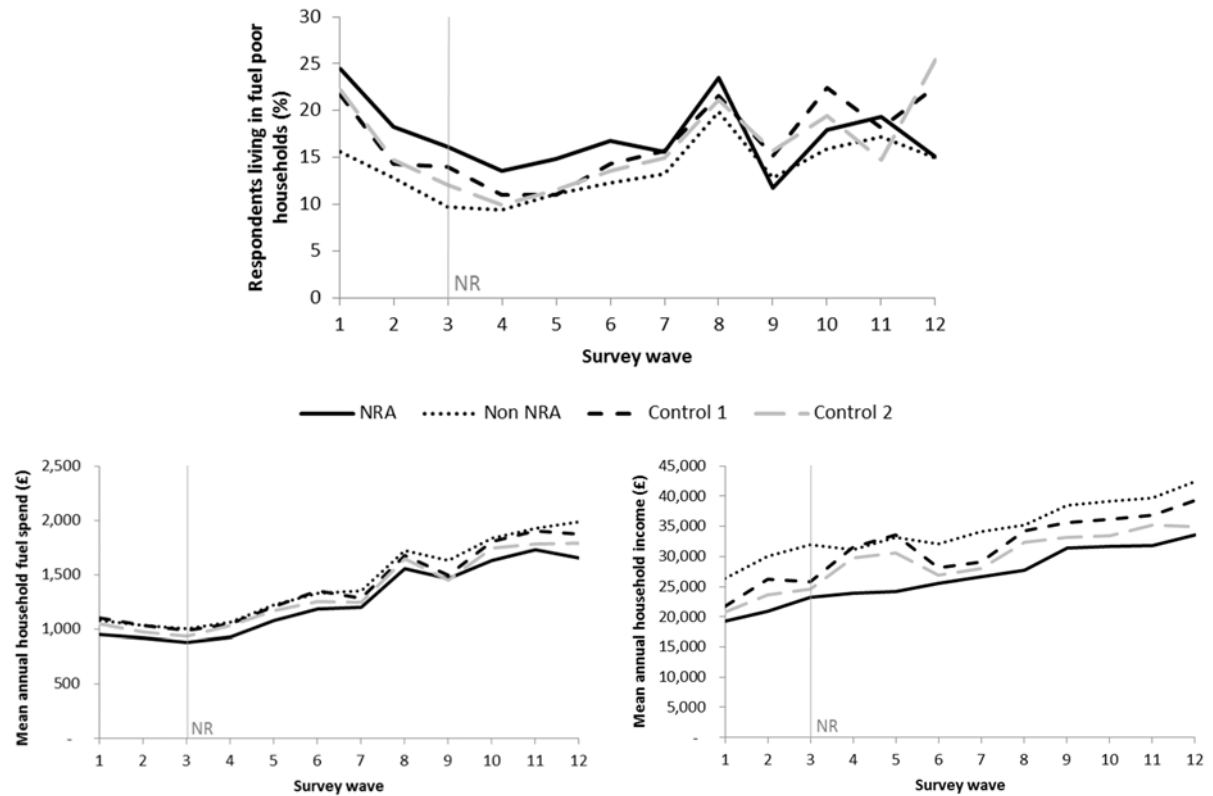 Respondents living in fuel poor
households (%)
30
25
20
15
10
5
0
NR
1 2 3 4 5 6 7 8 9 10 11 12
Survey wave
NRA Non NRA Control 1 Control 2
Mean annual household fuel spend (£)
2,500
2,000
1,500
1,000
500
-
NR
1 2 3 4 5 6 7 8 9 10 11 12
Survey wave
Mean annual household income (£)
45,000
40,000
35,000
30,000
25,000
20,000
15,000
10,000
5,000
-
NR
1 2 3 4 5 6 7 8 9 10 11 12
Survey wave